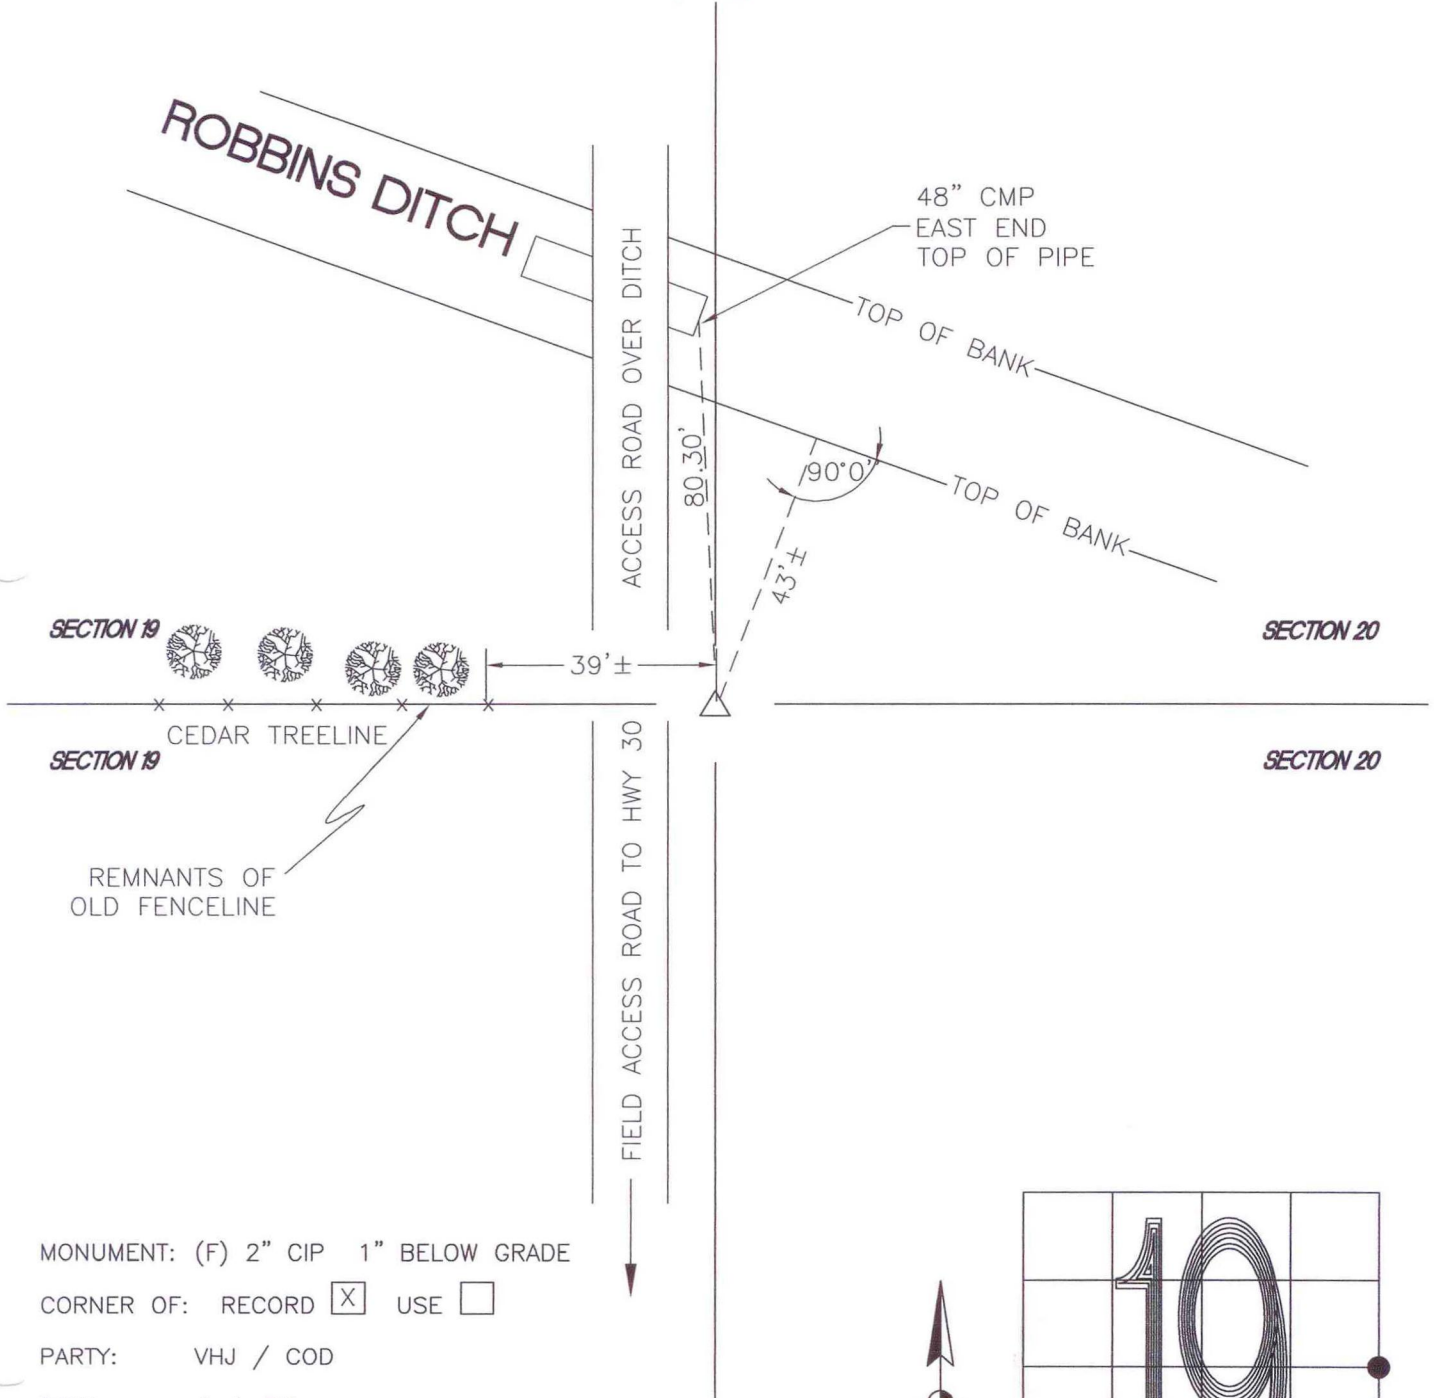 ROBBINS DITCH
48" CMP
EAST END
TOP OF PIPE
ACCESS ROAD OVER DITCH
TOP OF BANK
80.30'
90°0'
TOP OF BANK
43'±
SECTION 19
39'±
SECTION 20
CEDAR TREELINE
SECTION 19
SECTION 20
FIELD ACCESS ROAD TO HWY 30
REMNANTS OF
OLD FENCELINE
MONUMENT: (F) 2" CIP 1" BELOW GRADE
CORNER OF: RECORD X USE
PARTY: VHJ / COD
19